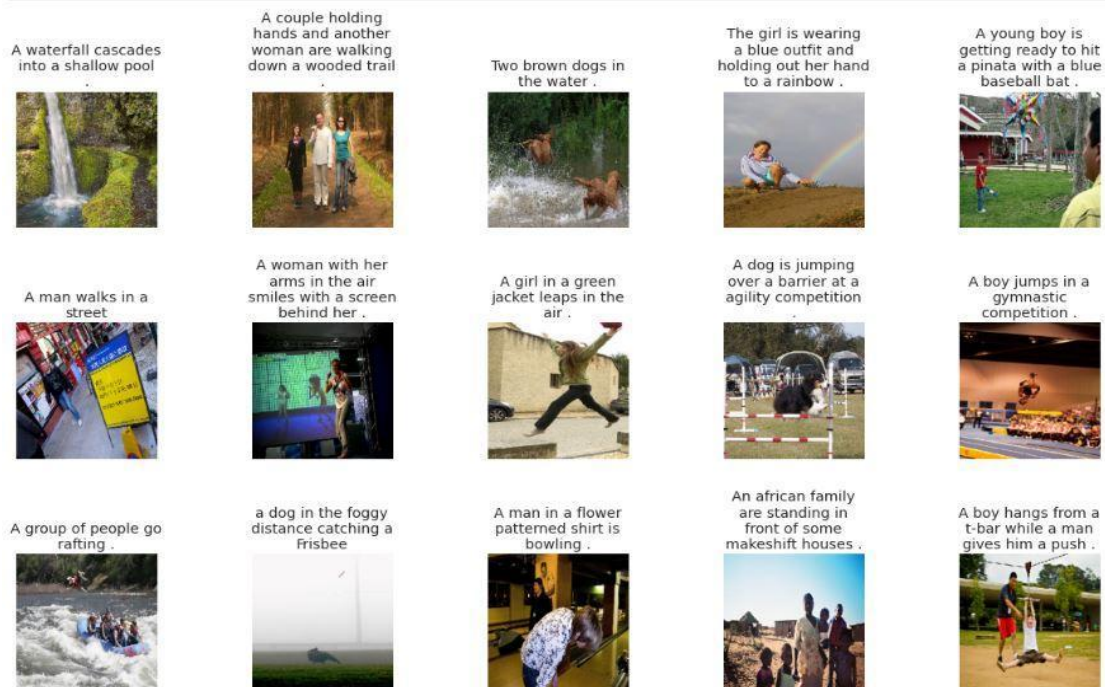 A waterfall cascades
into a shallow pool
.
A couple holding
hands and another
woman are walking
down a wooded trail
.
Two brown dogs in
the water .
The girl is wearing
a blue outfit and
holding out her hand
to a rainbow .
A young boy is
getting ready to hit
a pinata with a blue
baseball bat .
A man walks in a
street
A woman with her
arms in the air
smiles with a screen
behind her .
A girl in a green
jacket leaps in the
air .
A dog is jumping
over a barrier at a
agility competition
.
A boy jumps in a
gymnastic
competition .
A group of people go
rafting .
a dog in the foggy
distance catching a
Frisbee
A man in a flower
patterned shirt is
bowling .
An african family
are standing in
front of some
makeshift houses .
A boy hangs from a
t-bar while a man
gives him a push .